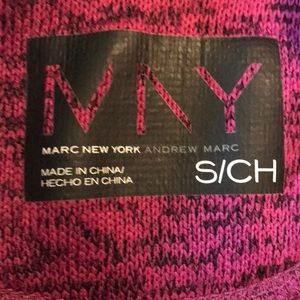 MNY
MARC NEW YORK ANDREW MARC
MADE IN CHINA/
HECHO EN CHINA
S/CH